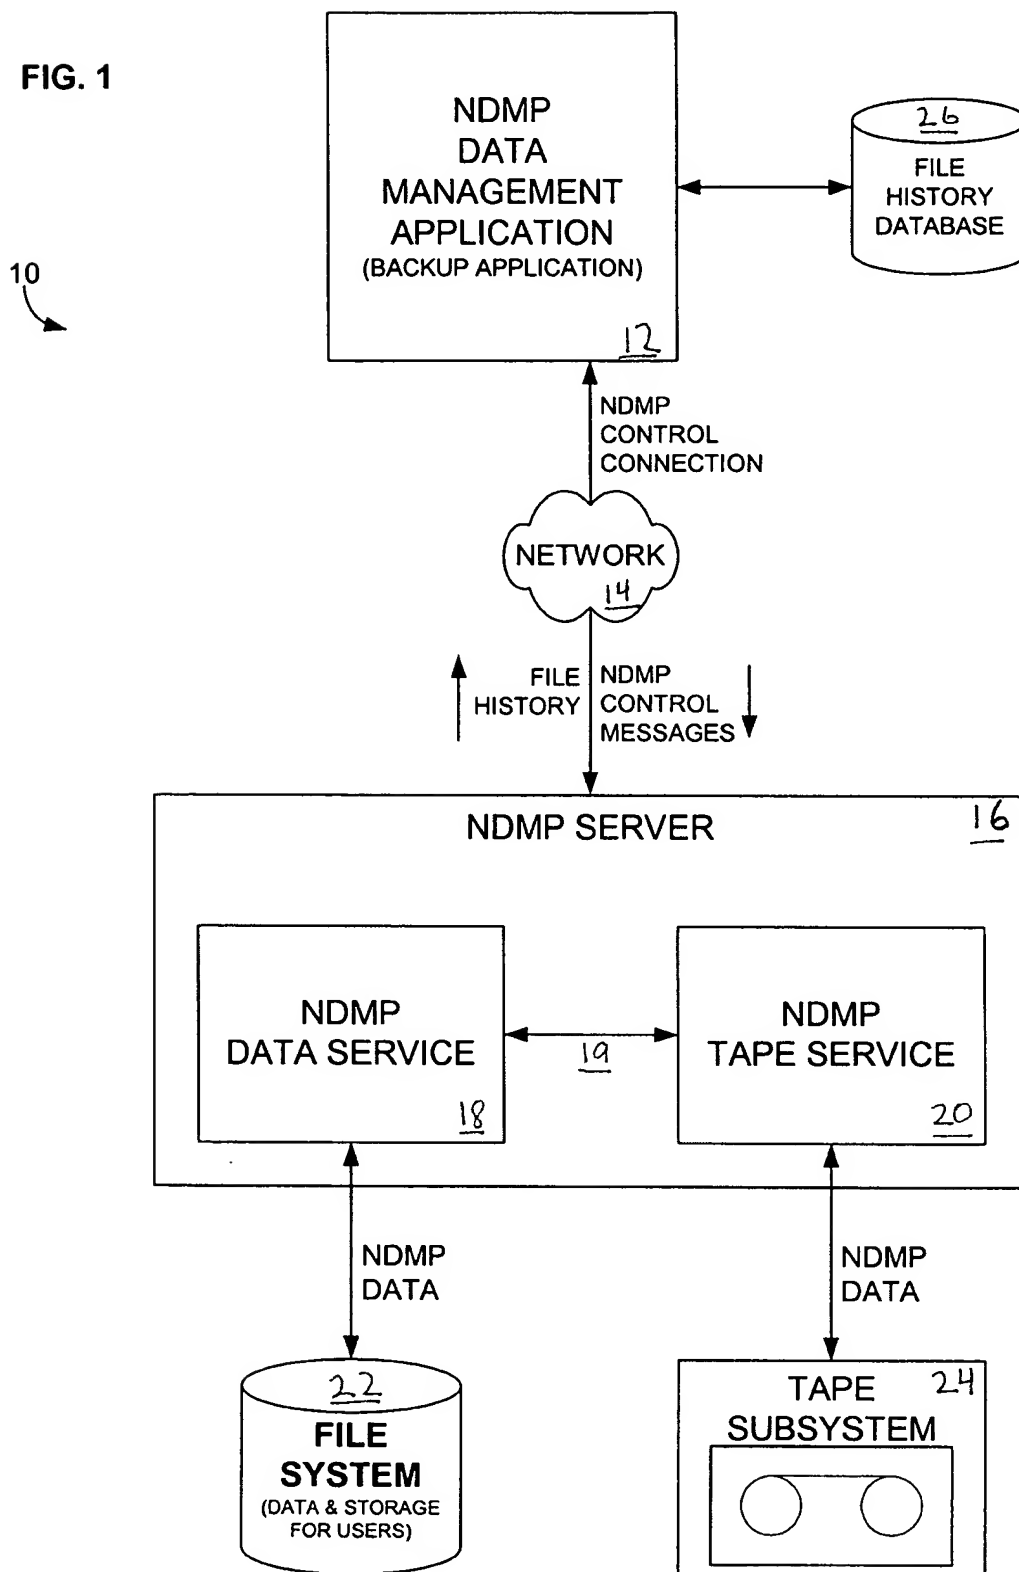 FIG. 1
NDMP
DATA
MANAGEMENT
APPLICATION
(BACKUP APPLICATION)
12
26
FILE
HISTORY
DATABASE
10
NDMP
CONTROL
CONNECTION
NETWORK
14
FILE
HISTORY
NDMP
CONTROL
MESSAGES
NDMP SERVER
16
NDMP
DATA SERVICE
18
19
NDMP
TAPE SERVICE
20
NDMP
DATA
NDMP
DATA
22
FILE
SYSTEM
(DATA & STORAGE
FOR USERS)
TAPE
SUBSYSTEM
24